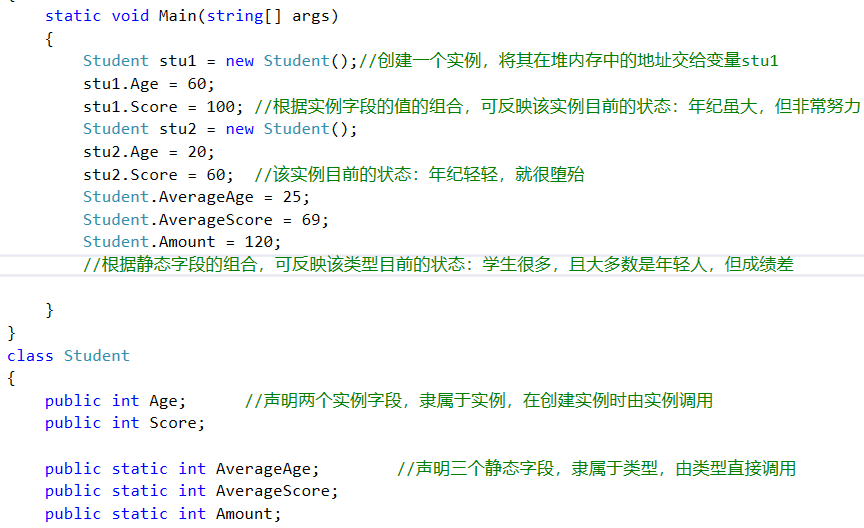 static void Main(string[] args)
{
Student stu1 = new Student();//创建一个实例，将其在堆内存中的地址交给变量stu1
stu1.Age = 60;
stu1.Score = 100; //根据实例字段的值的组合，可反映该实例目前的状态：年纪虽大，但非常努力
Student stu2 = new Student();
stu2.Age = 20;
stu2.Score = 60; //该实例目前的状态：年纪轻轻，就很堕殆
Student.AverageAge = 25;
Student.AverageScore = 69;
Student.Amount = 120;
//根据静态字段的组合，可反映该类型目前的状态：学生很多，且大多数是年轻人，但成绩差
}
}
class Student
{
public int Age; //声明两个实例字段，隶属于实例，在创建实例时由实例调用
public int Score;
public static int AverageAge; //声明三个静态字段，隶属于类型，由类型直接调用
public static int AverageScore;
public static int Amount;